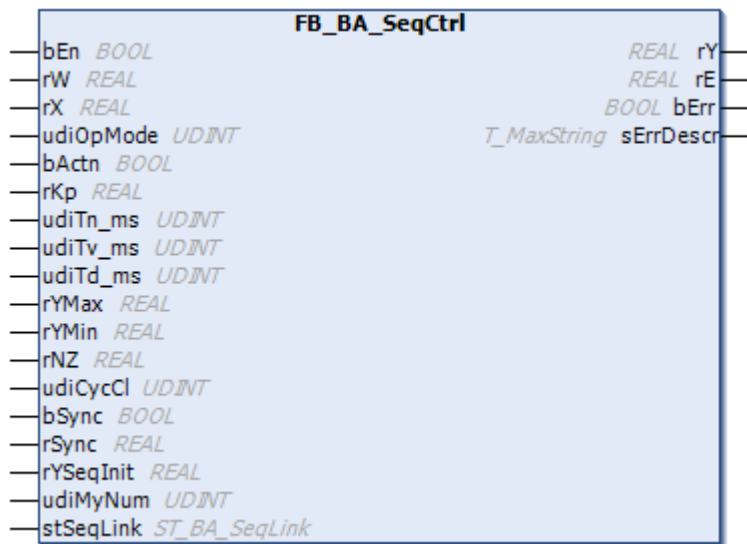 FB_BA_SeqCtrl
bEn BOOL REAL rY
rW REAL REAL rE
rX REAL BOOL bErr
udiOpMode UDINT T_MaxString sErrDescr
bActn BOOL
rKp REAL
udiTn_ms UDINT
udiTv_ms UDINT
udiTd_ms UDINT
rYMax REAL
rYMin REAL
rNZ REAL
udiCycCl UDINT
bSync BOOL
rSync REAL
rYSeqInit REAL
udiMyNum UDINT
stSeqLink ST_BA_SeqLink